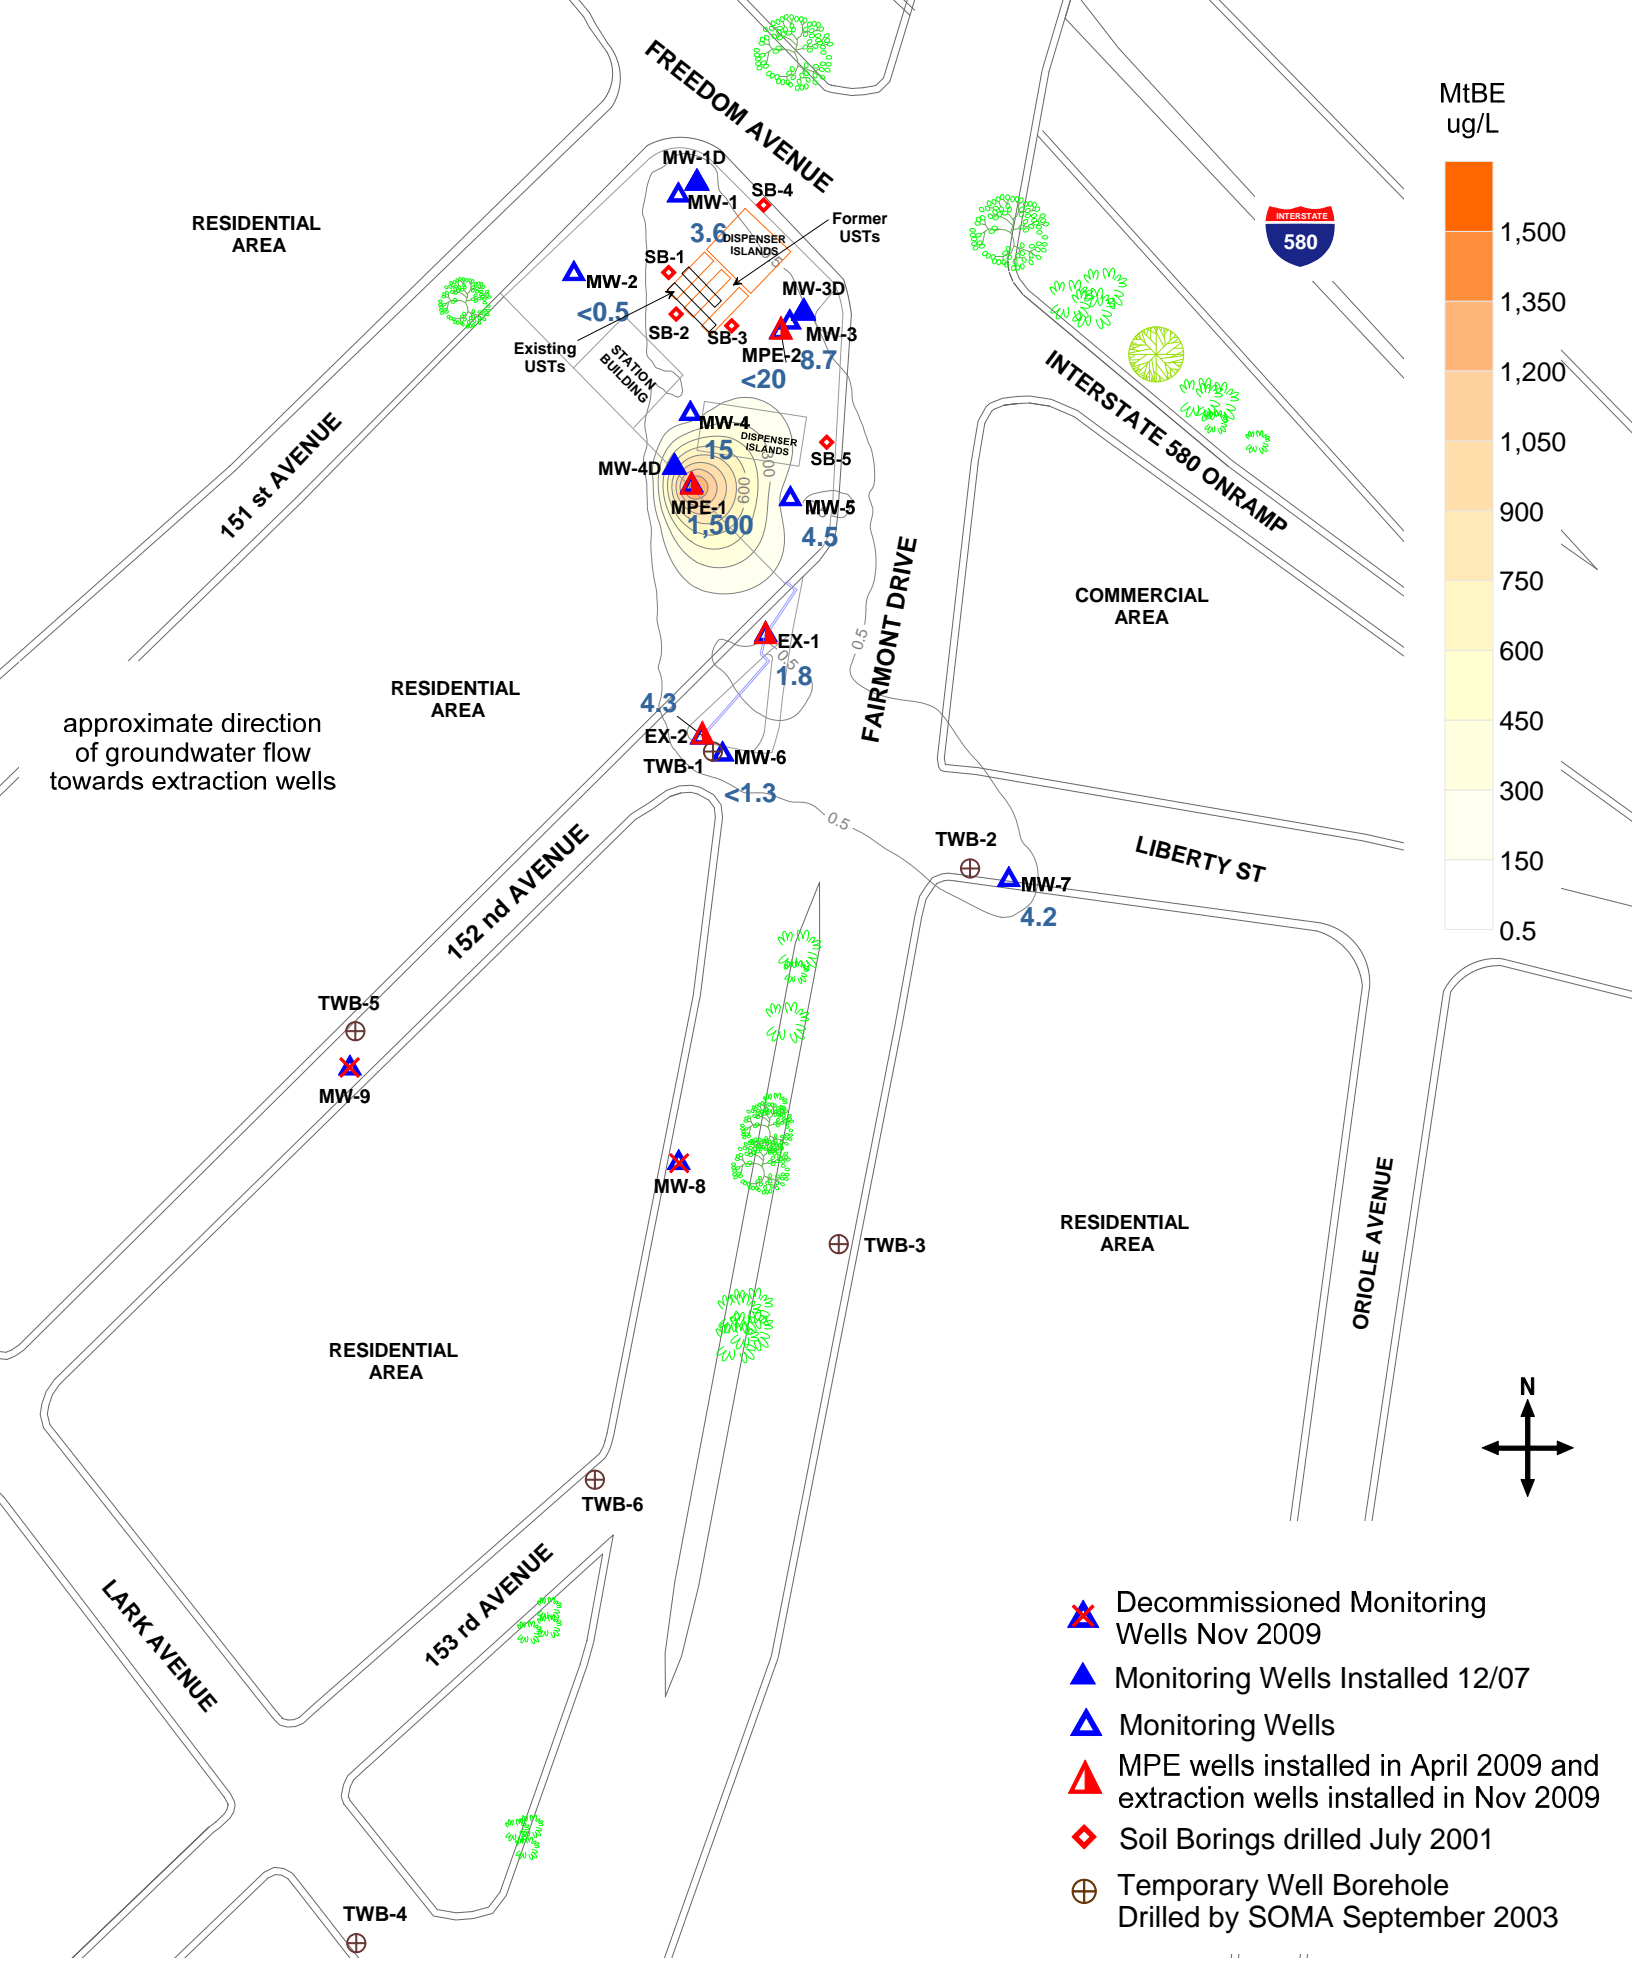 FREEDOM AVENUE
MtBE
ug/L
MW-1D
MW-1
3.6
SB-4
DISPENSER
ISLANDS
Former
USTs
RESIDENTIAL
AREA
INTERSTATE
580
1,500
1,350
1,200
1,050
900
750
600
450
300
150
0.5
SB-1
MW-2
<0.5
SB-2
SB-3
MW-3D
MW-3
MPE-2
8.7
<20
Existing
USTs
STATION
BUILDING
INTERSTATE 580 ONRAMP
MW-4
15
DISPENSER
ISLANDS
300
600
SB-5
MW-4D
MPE-1
1,500
MW-5
4.5
151 st AVENUE
FAIRMONT DRIVE
COMMERCIAL
AREA
0.5
EX-1
0.5
1.8
RESIDENTIAL
AREA
4.3
EX-2
TWB-1
MW-6
<1.3
0.5
approximate direction
of groundwater flow
towards extraction wells
TWB-2
MW-7
4.2
LIBERTY ST
152 nd AVENUE
TWB-5
MW-9
MW-8
TWB-3
RESIDENTIAL
AREA
ORIOLE AVENUE
RESIDENTIAL
AREA
N
TWB-6
153 rd AVENUE
LARK AVENUE
TWB-4
Decommissioned Monitoring
Wells Nov 2009
Monitoring Wells Installed 12/07
Monitoring Wells
MPE wells installed in April 2009 and
extraction wells installed in Nov 2009
Soil Borings drilled July 2001
Temporary Well Borehole
Drilled by SOMA September 2003